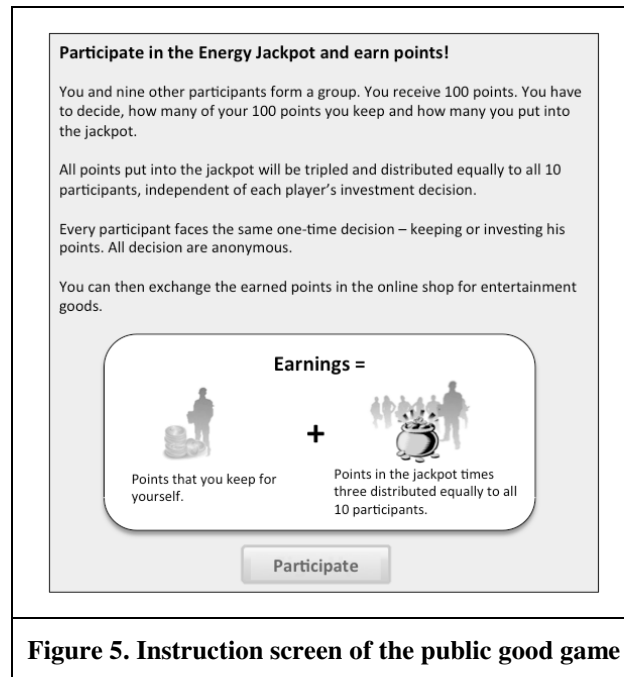 Participate in the Energy Jackpot and earn points!
You and nine other participants form a group. You receive 100 points. You have
to decide, how many of your 100 points you keep and how many you put into
the jackpot.
All points put into the jackpot will be tripled and distributed equally to all 10
participants, independent of each player's investment decision.
Every participant faces the same one-time decision – keeping or investing his
points. All decision are anonymous.
You can then exchange the earned points in the online shop for entertainment
goods.
Earnings =
+
Points that you keep for
yourself.
Points in the jackpot times
three distributed equally to all
10 participants.
Participate
Figure 5. Instruction screen of the public good game